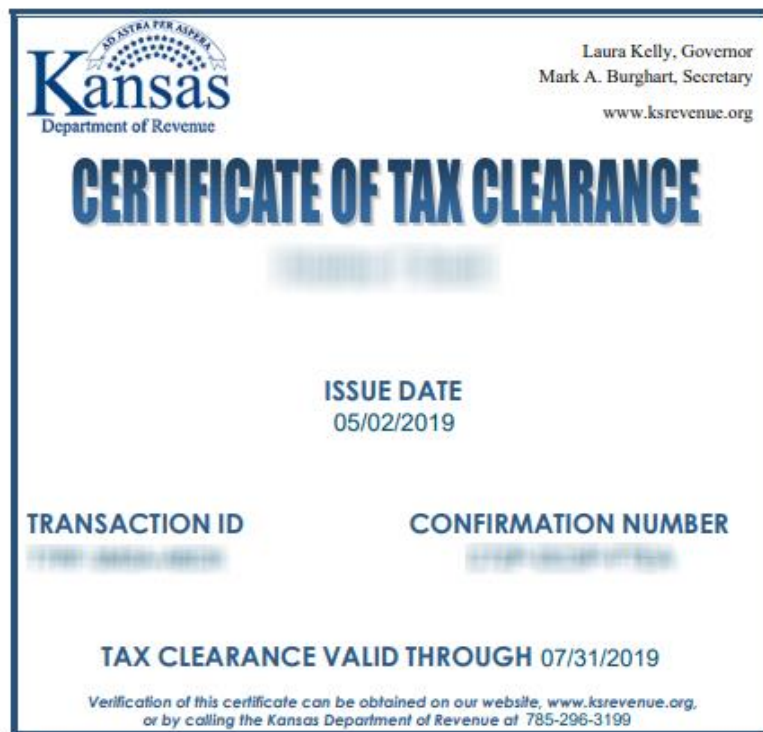 AD ASTRA PER ASPERA
Kansas
Department of Revenue
Laura Kelly, Governor
Mark A. Burghart, Secretary
www.ksrevenue.org
CERTIFICATE OF TAX CLEARANCE
ISSUE DATE
05/02/2019
TRANSACTION ID
CONFIRMATION NUMBER
TAX CLEARANCE VALID THROUGH 07/31/2019
Verification of this certificate can be obtained on our website, www.ksrevenue.org,
or by calling the Kansas Department of Revenue at 785-296-3199